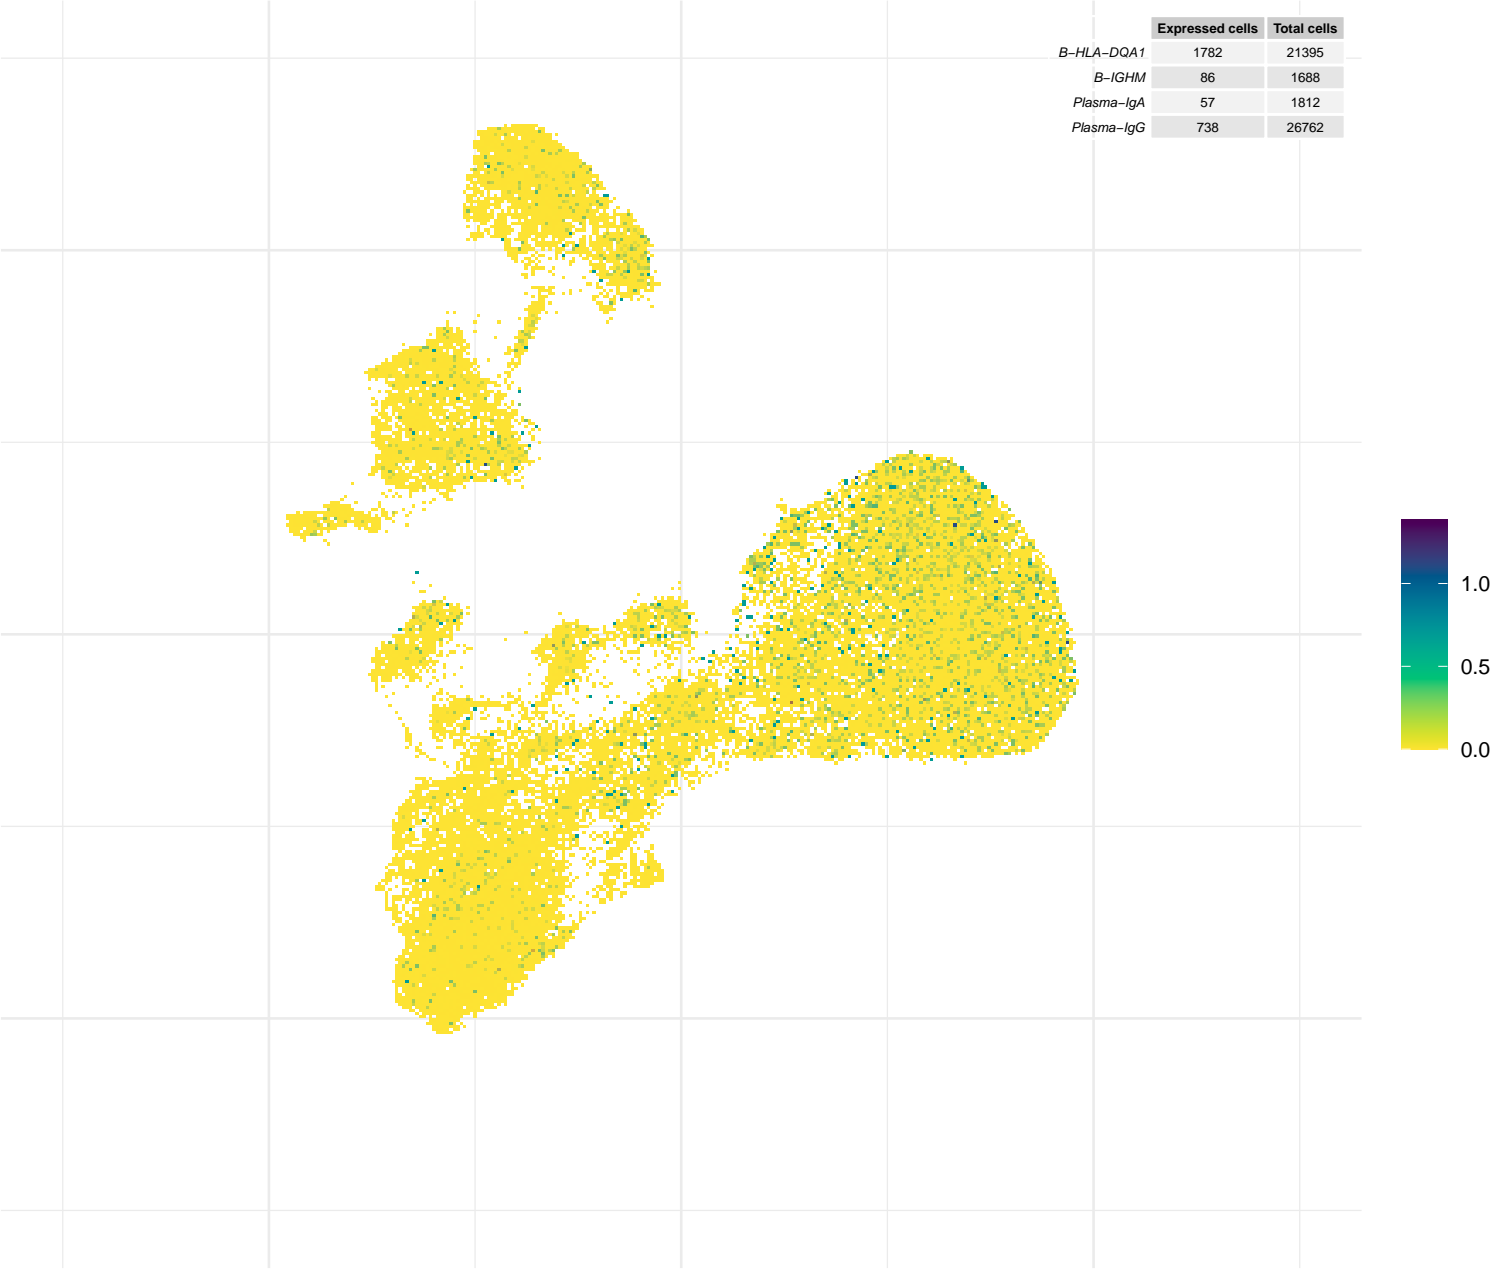 Expressed cells Total cells
B−HLA−DQA1 1782 21395
B−IGHM 86 1688
Plasma−IgA 57 1812
Plasma−IgG 738 26762
1.0
0.5
0.0